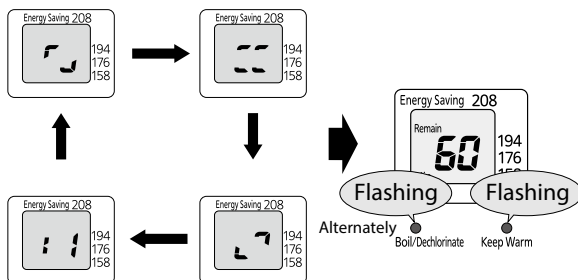 Energy Saving 208
194
176
158
Energy Saving 208
194
176
158
Energy Saving 208
194
176
158
Energy Saving 208
194
176
158
Energy Saving 208
Remain
60
194
176
Flashing
Flashing
Alternately
Boil/Dechlorinate
Keep Warm